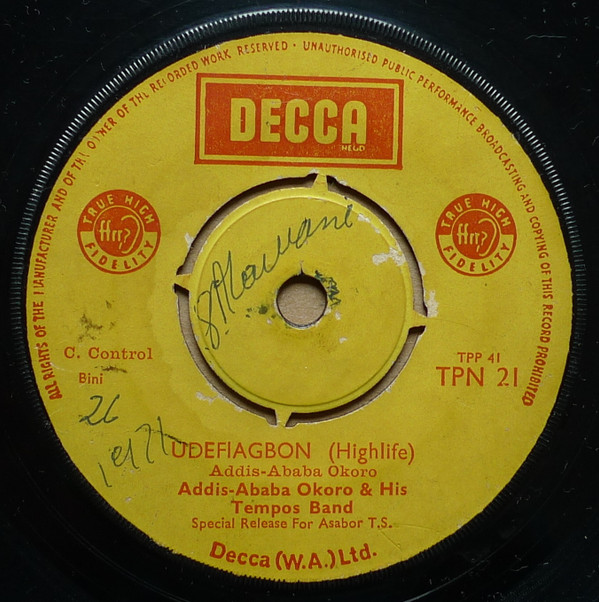 ALL RIGHTS OF THE MANUFACTURER AND OF THE OWNER OF THE RECORDED WORK RESERVED · UNAUTHORISED PUBLIC PERFORMANCE BROADCASTING AND COPYING OF THIS RECORD PROHIBITED
DECCA
REGD
TRUE HIGH
ffrr
FIDELITY
TRUE HIGH
ffrr
FIDELITY
C. Control
Bini
TPP 41
TPN 21
26
UDEFIAGBON (Highlife)
Addis-Ababa Okoro
Addis-Ababa Okoro & His
Tempos Band
Special Release For Asabor T.S.
Decca (W.A.) Ltd.